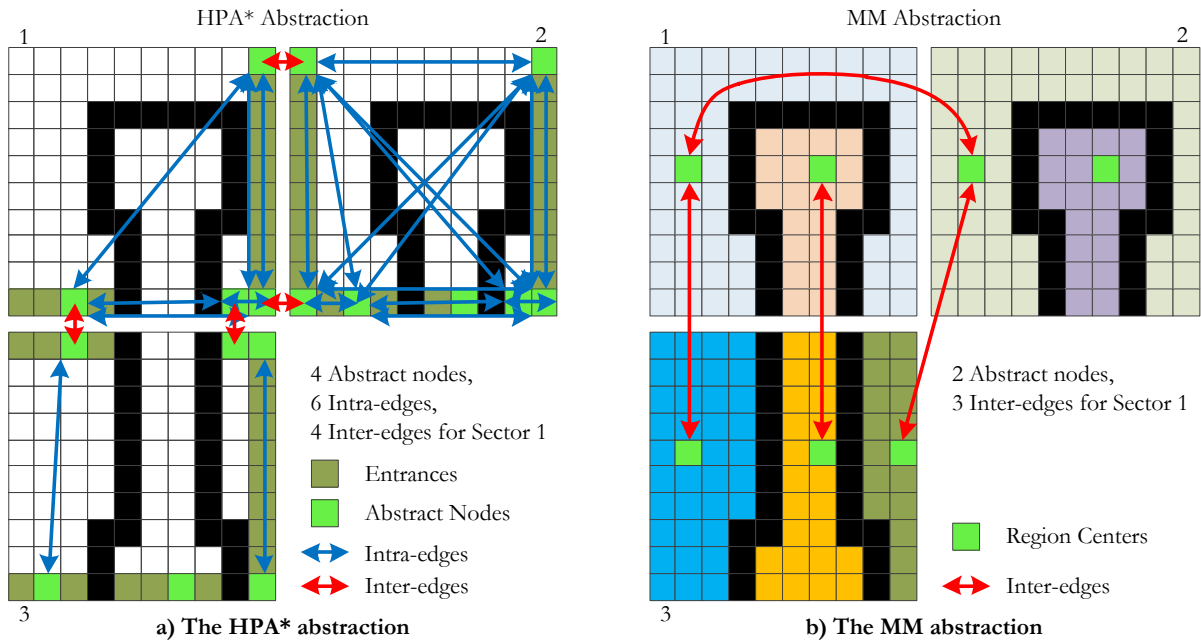 HPA* Abstraction
1
2
4 Abstract nodes,
6 Intra-edges,
4 Inter-edges for Sector 1
Entrances
Abstract Nodes
Intra-edges
Inter-edges
3
a) The HPA* abstraction
MM Abstraction
1
2
2 Abstract nodes,
3 Inter-edges for Sector 1
Region Centers
Inter-edges
3
b) The MM abstraction